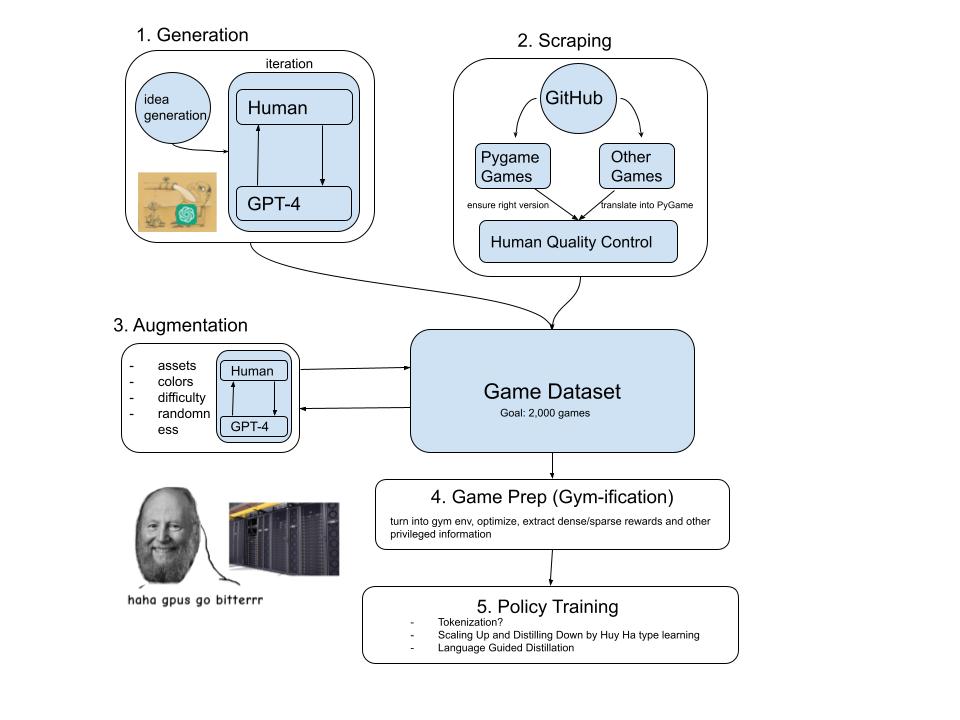 1. Generation
iteration
idea
generation
Human
GPT-4
2. Scraping
GitHub
Pygame
Games
Other
Games
ensure right version
translate into PyGame
Human Quality Control
3. Augmentation
- assets
- colors
- difficulty
- randomn
ess
Human
GPT-4
Game Dataset
Goal: 2,000 games
4. Game Prep (Gym-ification)
turn into gym env, optimize, extract dense/sparse rewards and other
privileged information
haha gpus go bitterrr
5. Policy Training
- Tokenization?
- Scaling Up and Distilling Down by Huy Ha type learning
- Language Guided Distillation